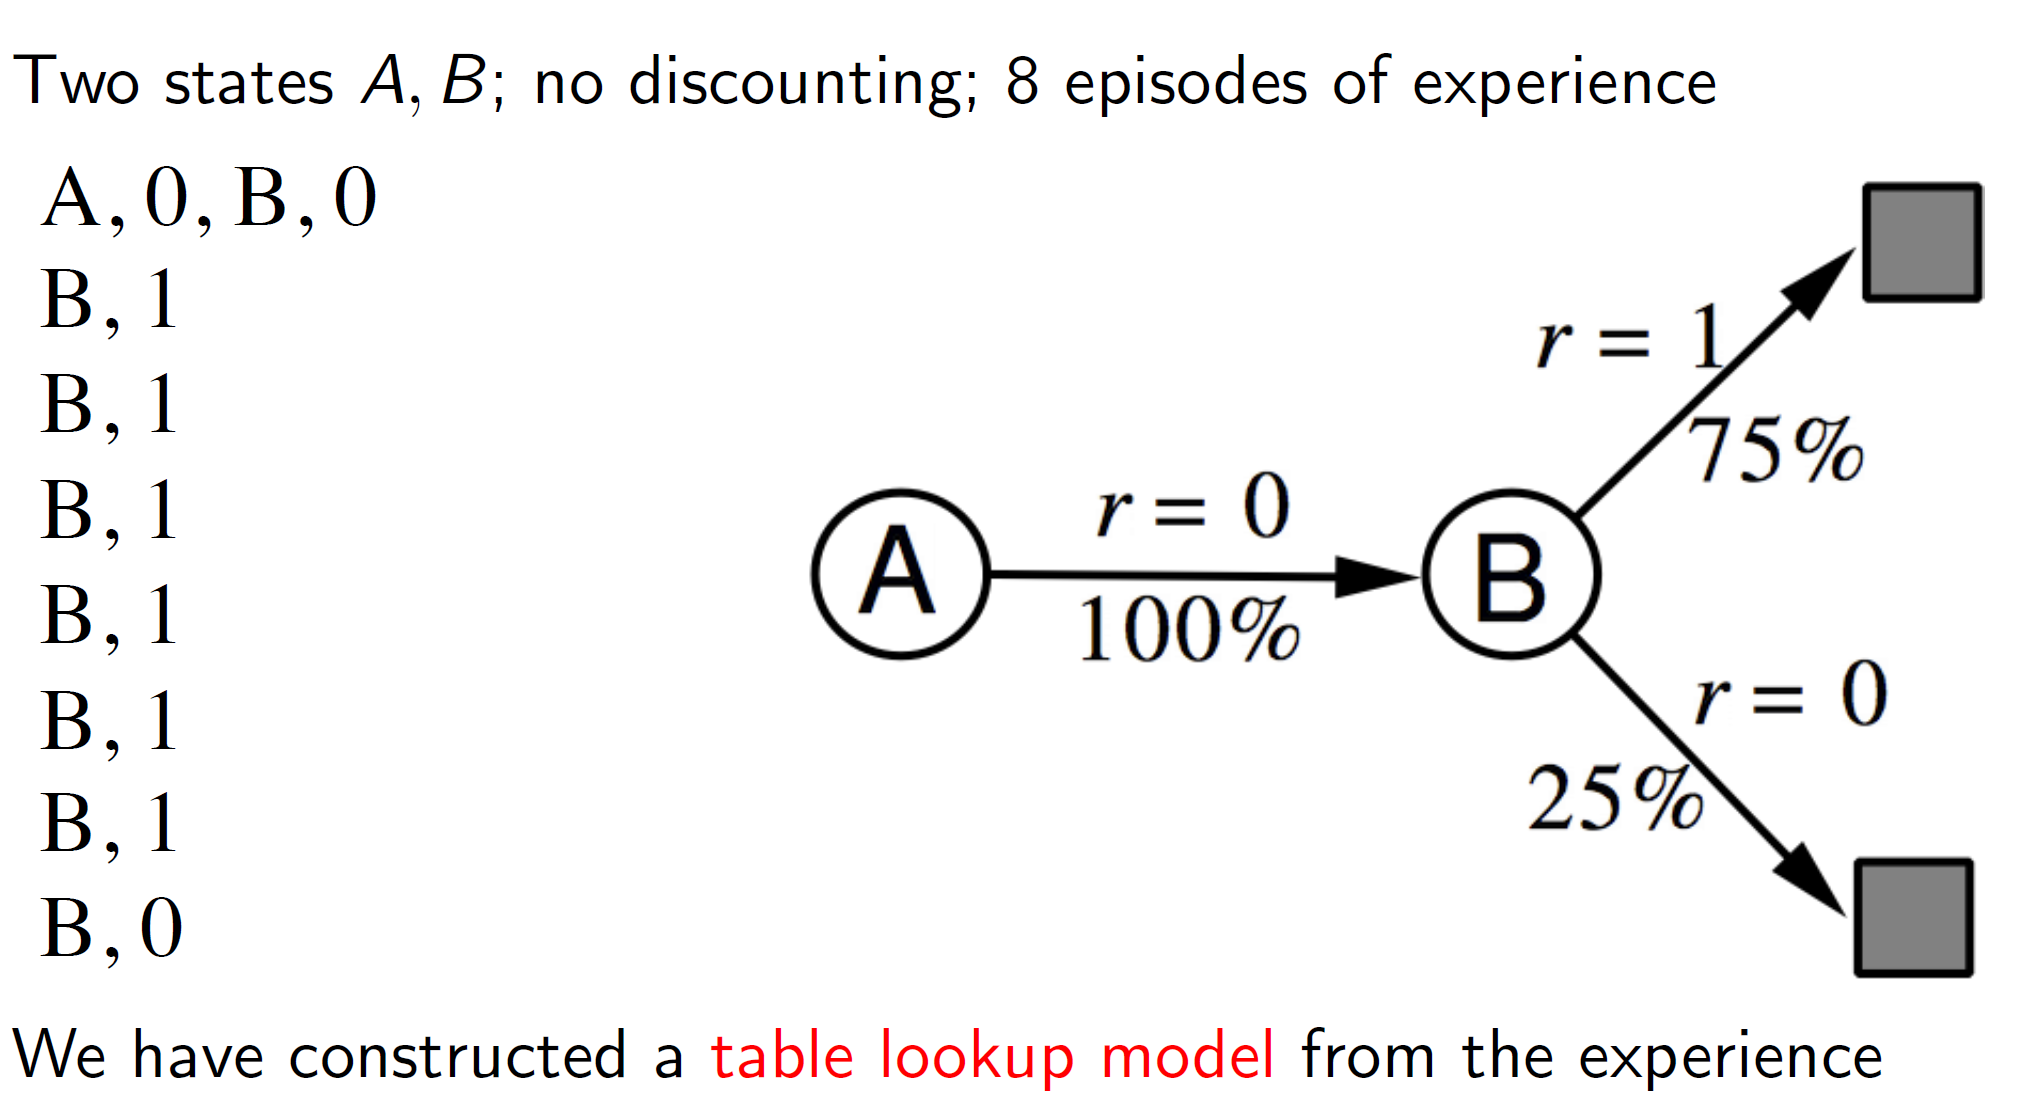 Two states A, B; no discounting; 8 episodes of experience
A, 0, B, 0
B, 1
B, 1
B, 1
B, 1
B, 1
B, 1
B, 0
A
r = 0
100%
B
r = 1
75%
r = 0
25%
We have constructed a table lookup model from the experience